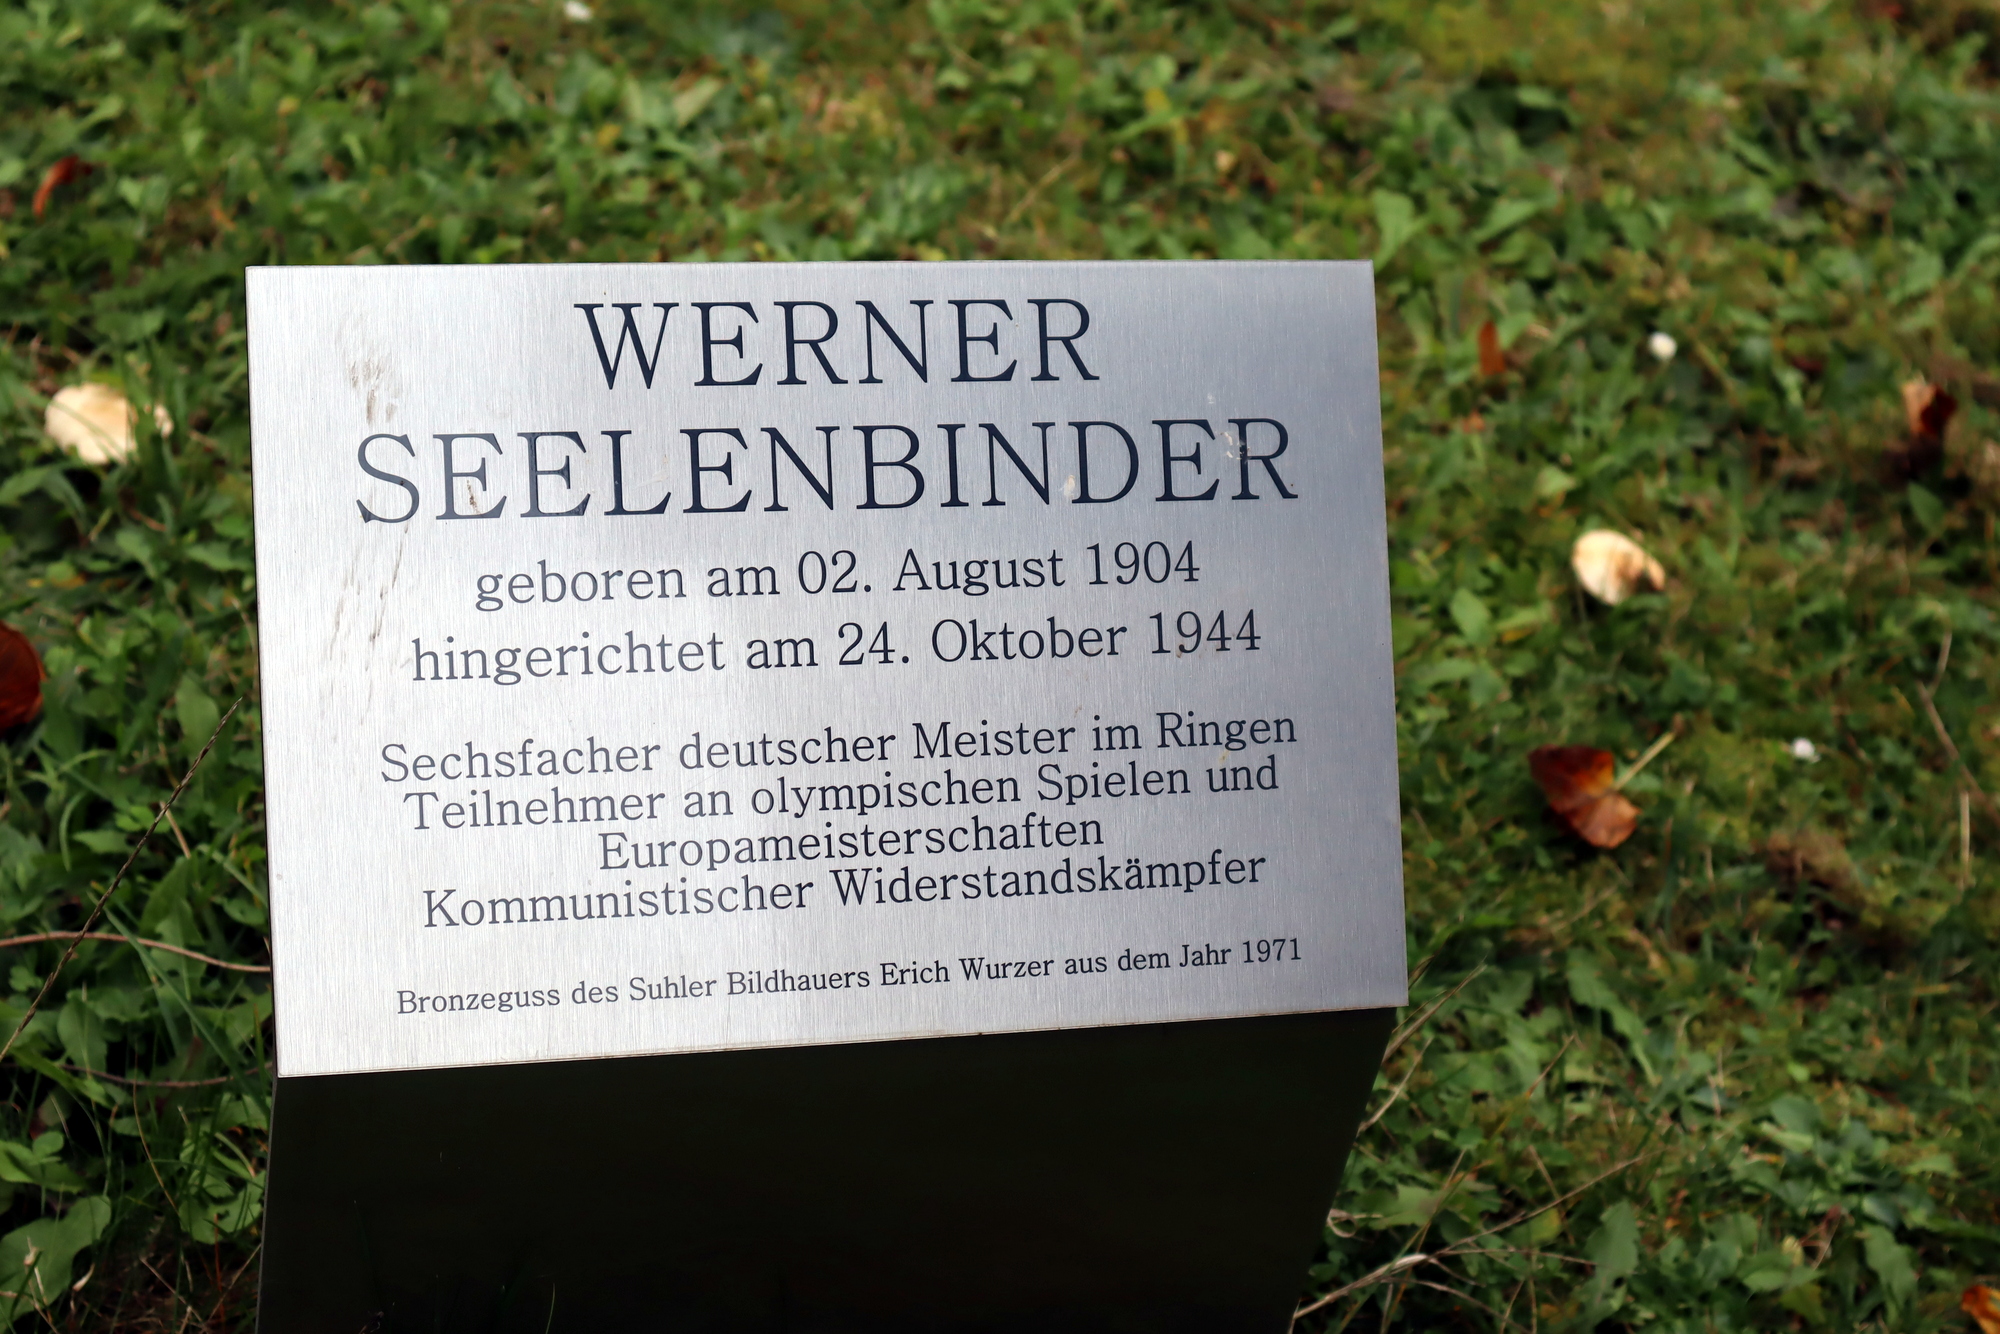 WERNER
SEELENBINDER
geboren am 02. August 1904
hingerichtet am 24. Oktober 1944
Sechsfacher deutscher Meister im Ringen
Teilnehmer an olympischen Spielen und
Europameisterschaften
Kommunistischer Widerstandskämpfer
Bronzeguss des Suhler Bildhauers Erich Wurzer aus dem Jahr 1971